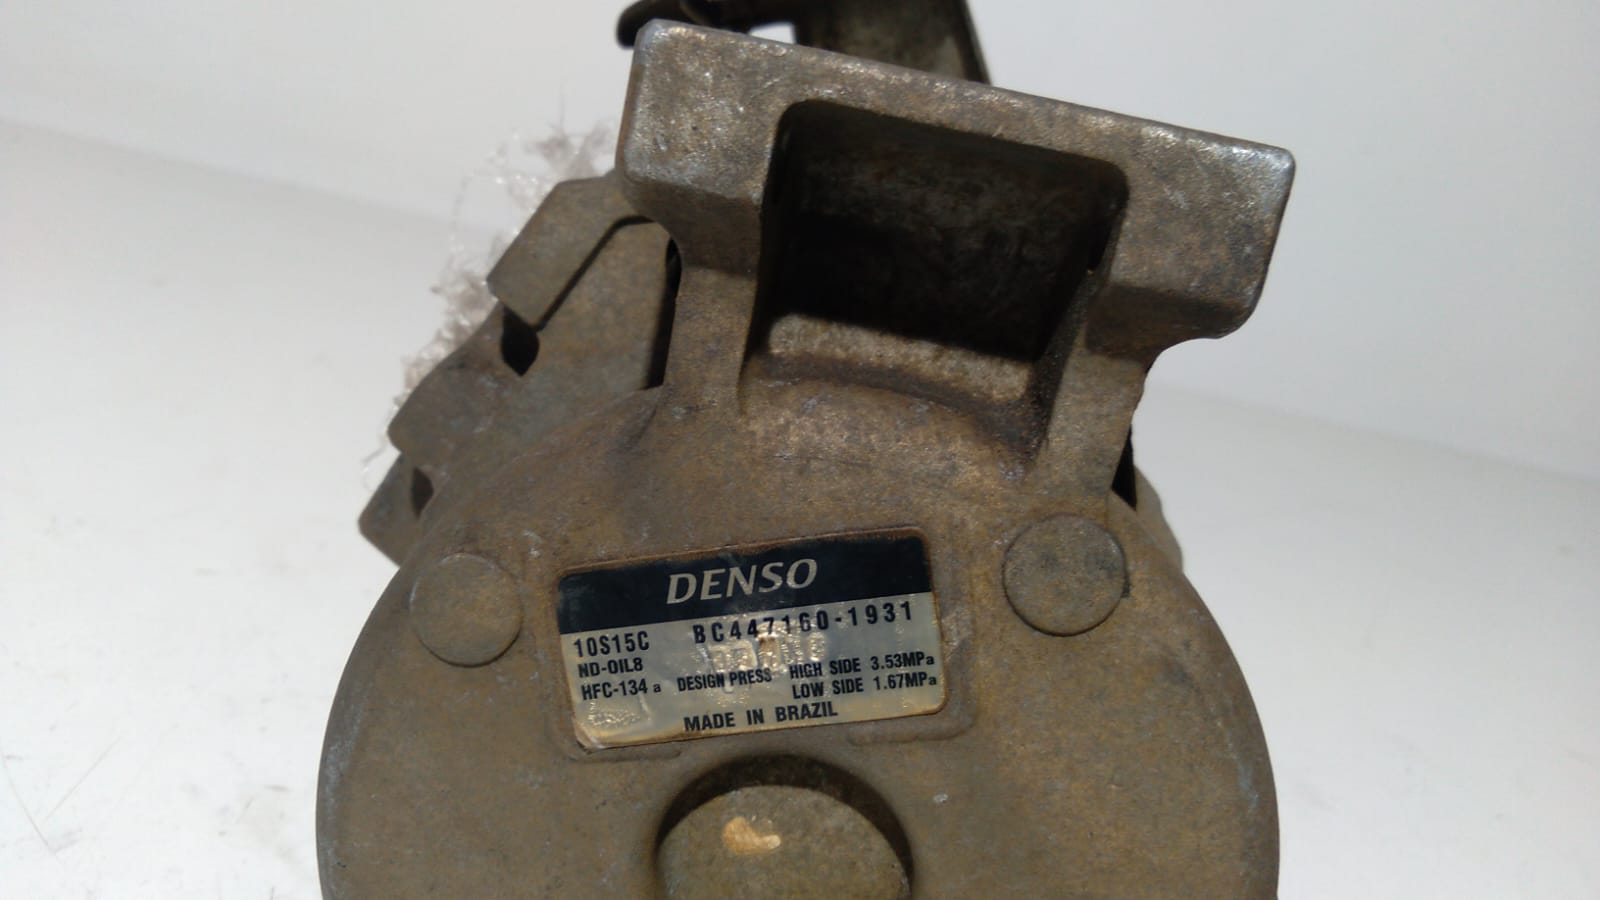 DENSO
10S15C BC447160-1931
ND-OIL8
HFC-134a DESIGN PRESS HIGH SIDE 3.53MPa
LOW SIDE 1.67MPa
MADE IN BRAZIL